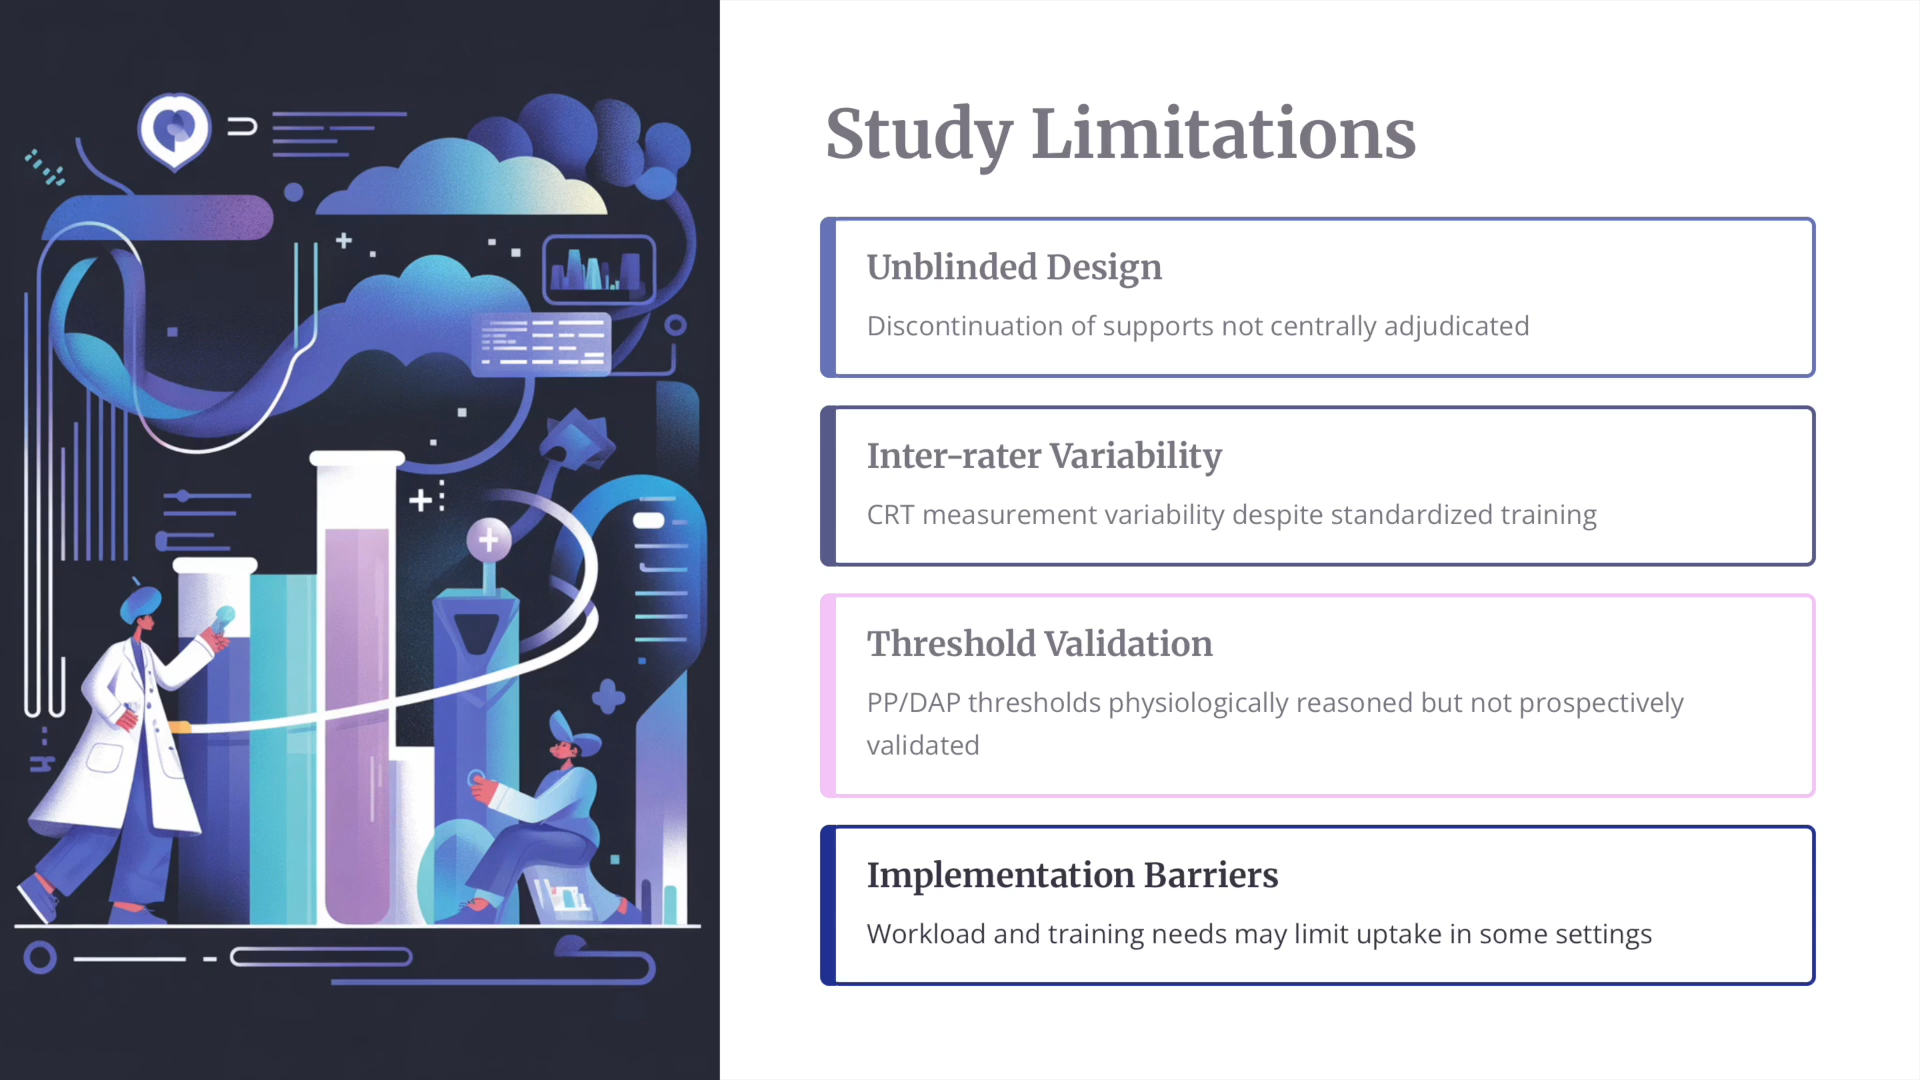 Study Limitations
Unblinded Design
Discontinuation of supports not centrally adjudicated
Inter-rater Variability
CRT measurement variability despite standardized training
Threshold Validation
PP/DAP thresholds physiologically reasoned but not prospectively
validated
Implementation Barriers
Workload and training needs may limit uptake in some settings